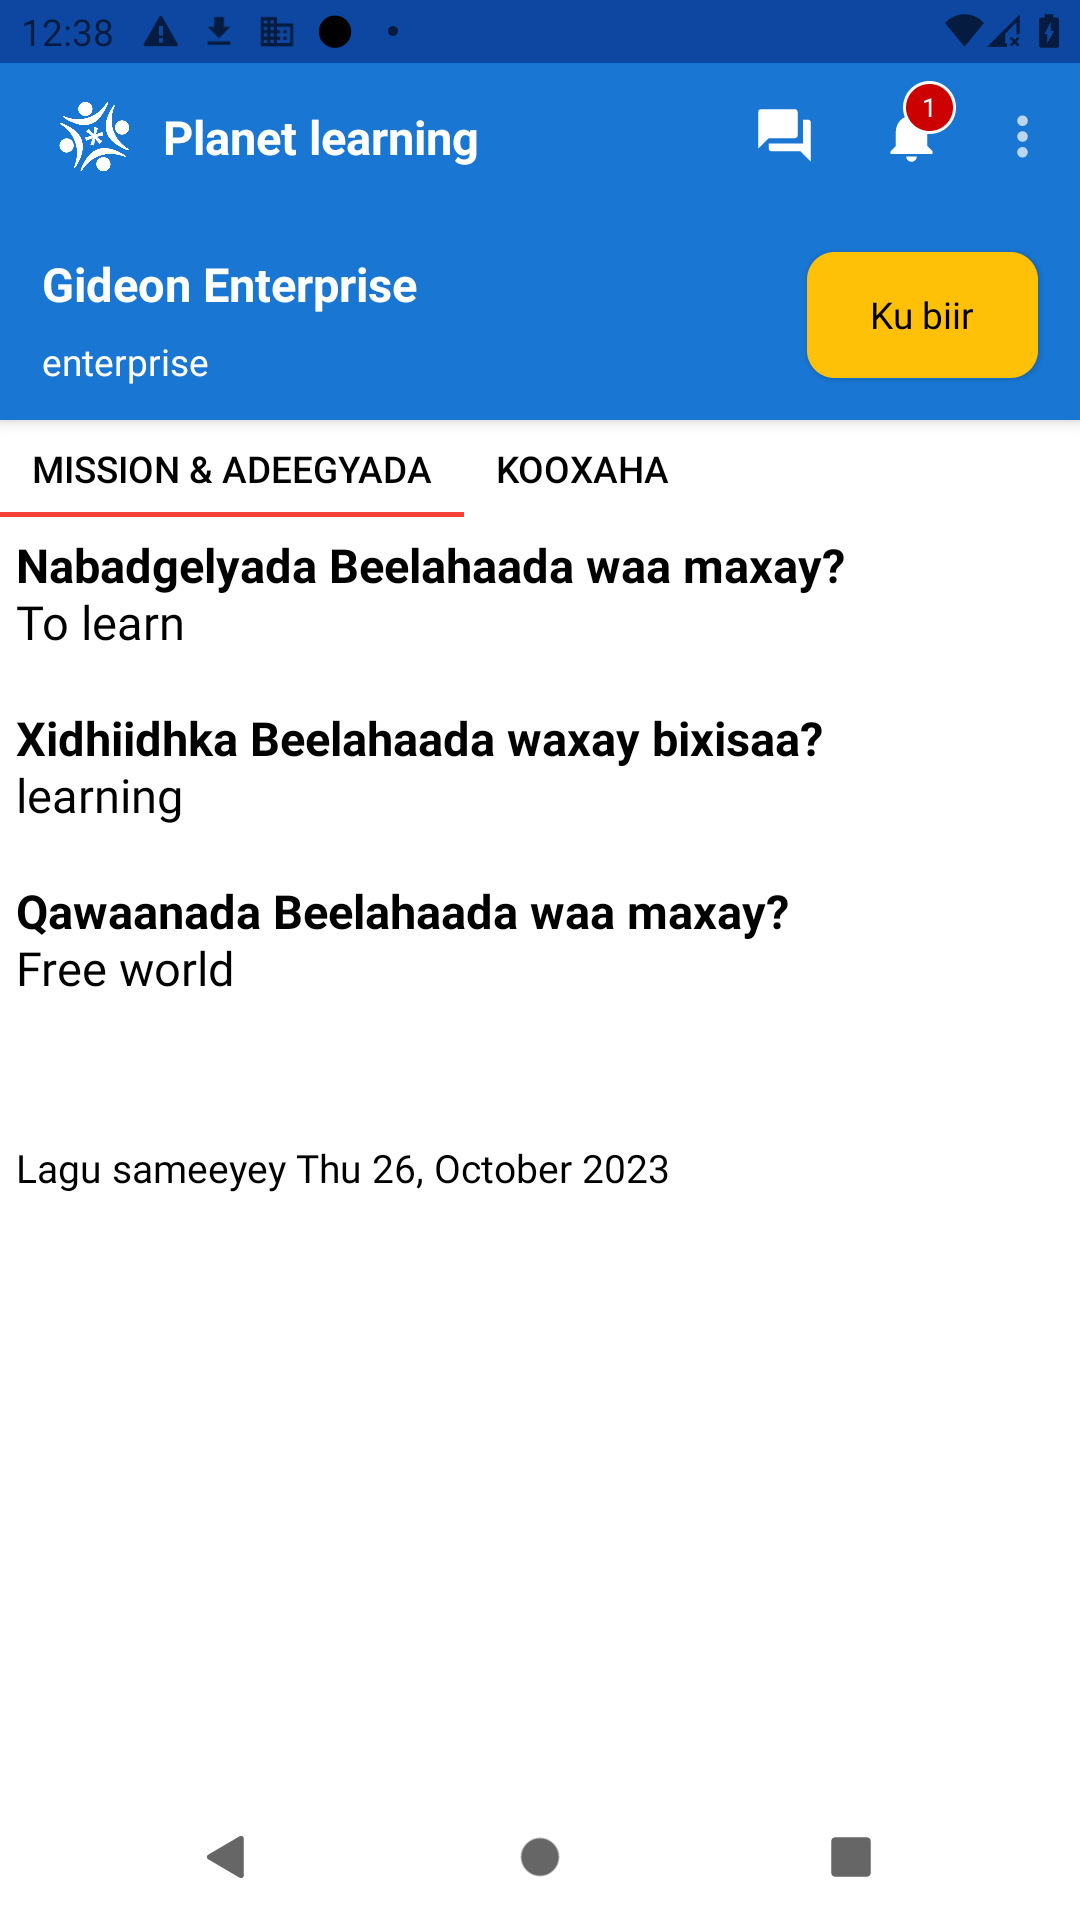 12:38
Planet learning
1
Gideon Enterprise
enterprise
Ku biir
MISSION & ADEEGYADA
KOOXAHA
Nabadgelyada Beelahaada waa maxay?
To learn
Xidhiidhka Beelahaada waxay bixisaa?
learning
Qawaanada Beelahaada waa maxay?
Free world
Lagu sameeyey Thu 26, October 2023